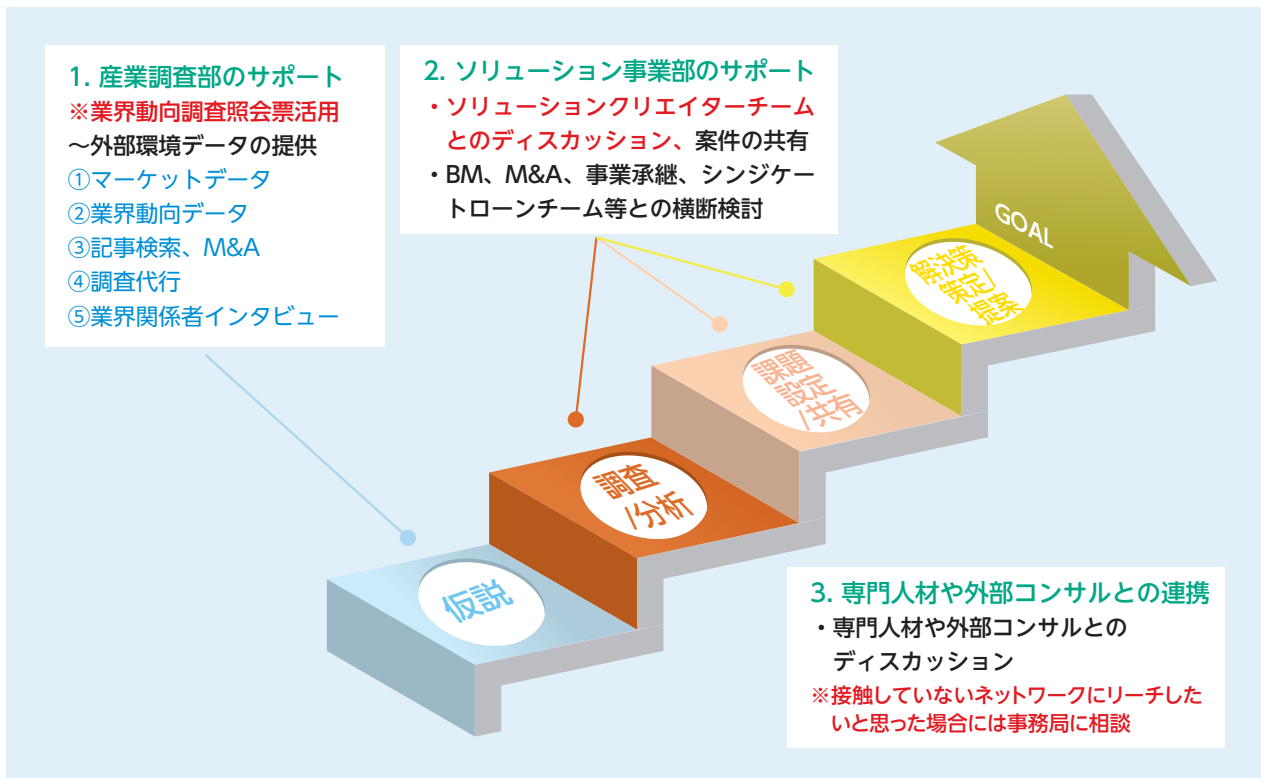 1. 産業調査部のサポート
※業界動向調査照会票活用
〜外部環境データの提供
①マーケットデータ
②業界動向データ
③記事検索、M&A
④調査代行
⑤業界関係者インタビュー
2. ソリューション事業部のサポート
・ソリューションクリエイターチーム
とのディスカッション、案件の共有
・BM、M&A、事業承継、シンジケー
トローンチーム等との横断検討
GOAL
解決策
策定/
提案
課題
設定
/共有
調査
/分析
仮説
3. 専門人材や外部コンサルとの連携
・専門人材や外部コンサルとの
ディスカッション
※接触していないネットワークにリーチした
いと思った場合には事務局に相談